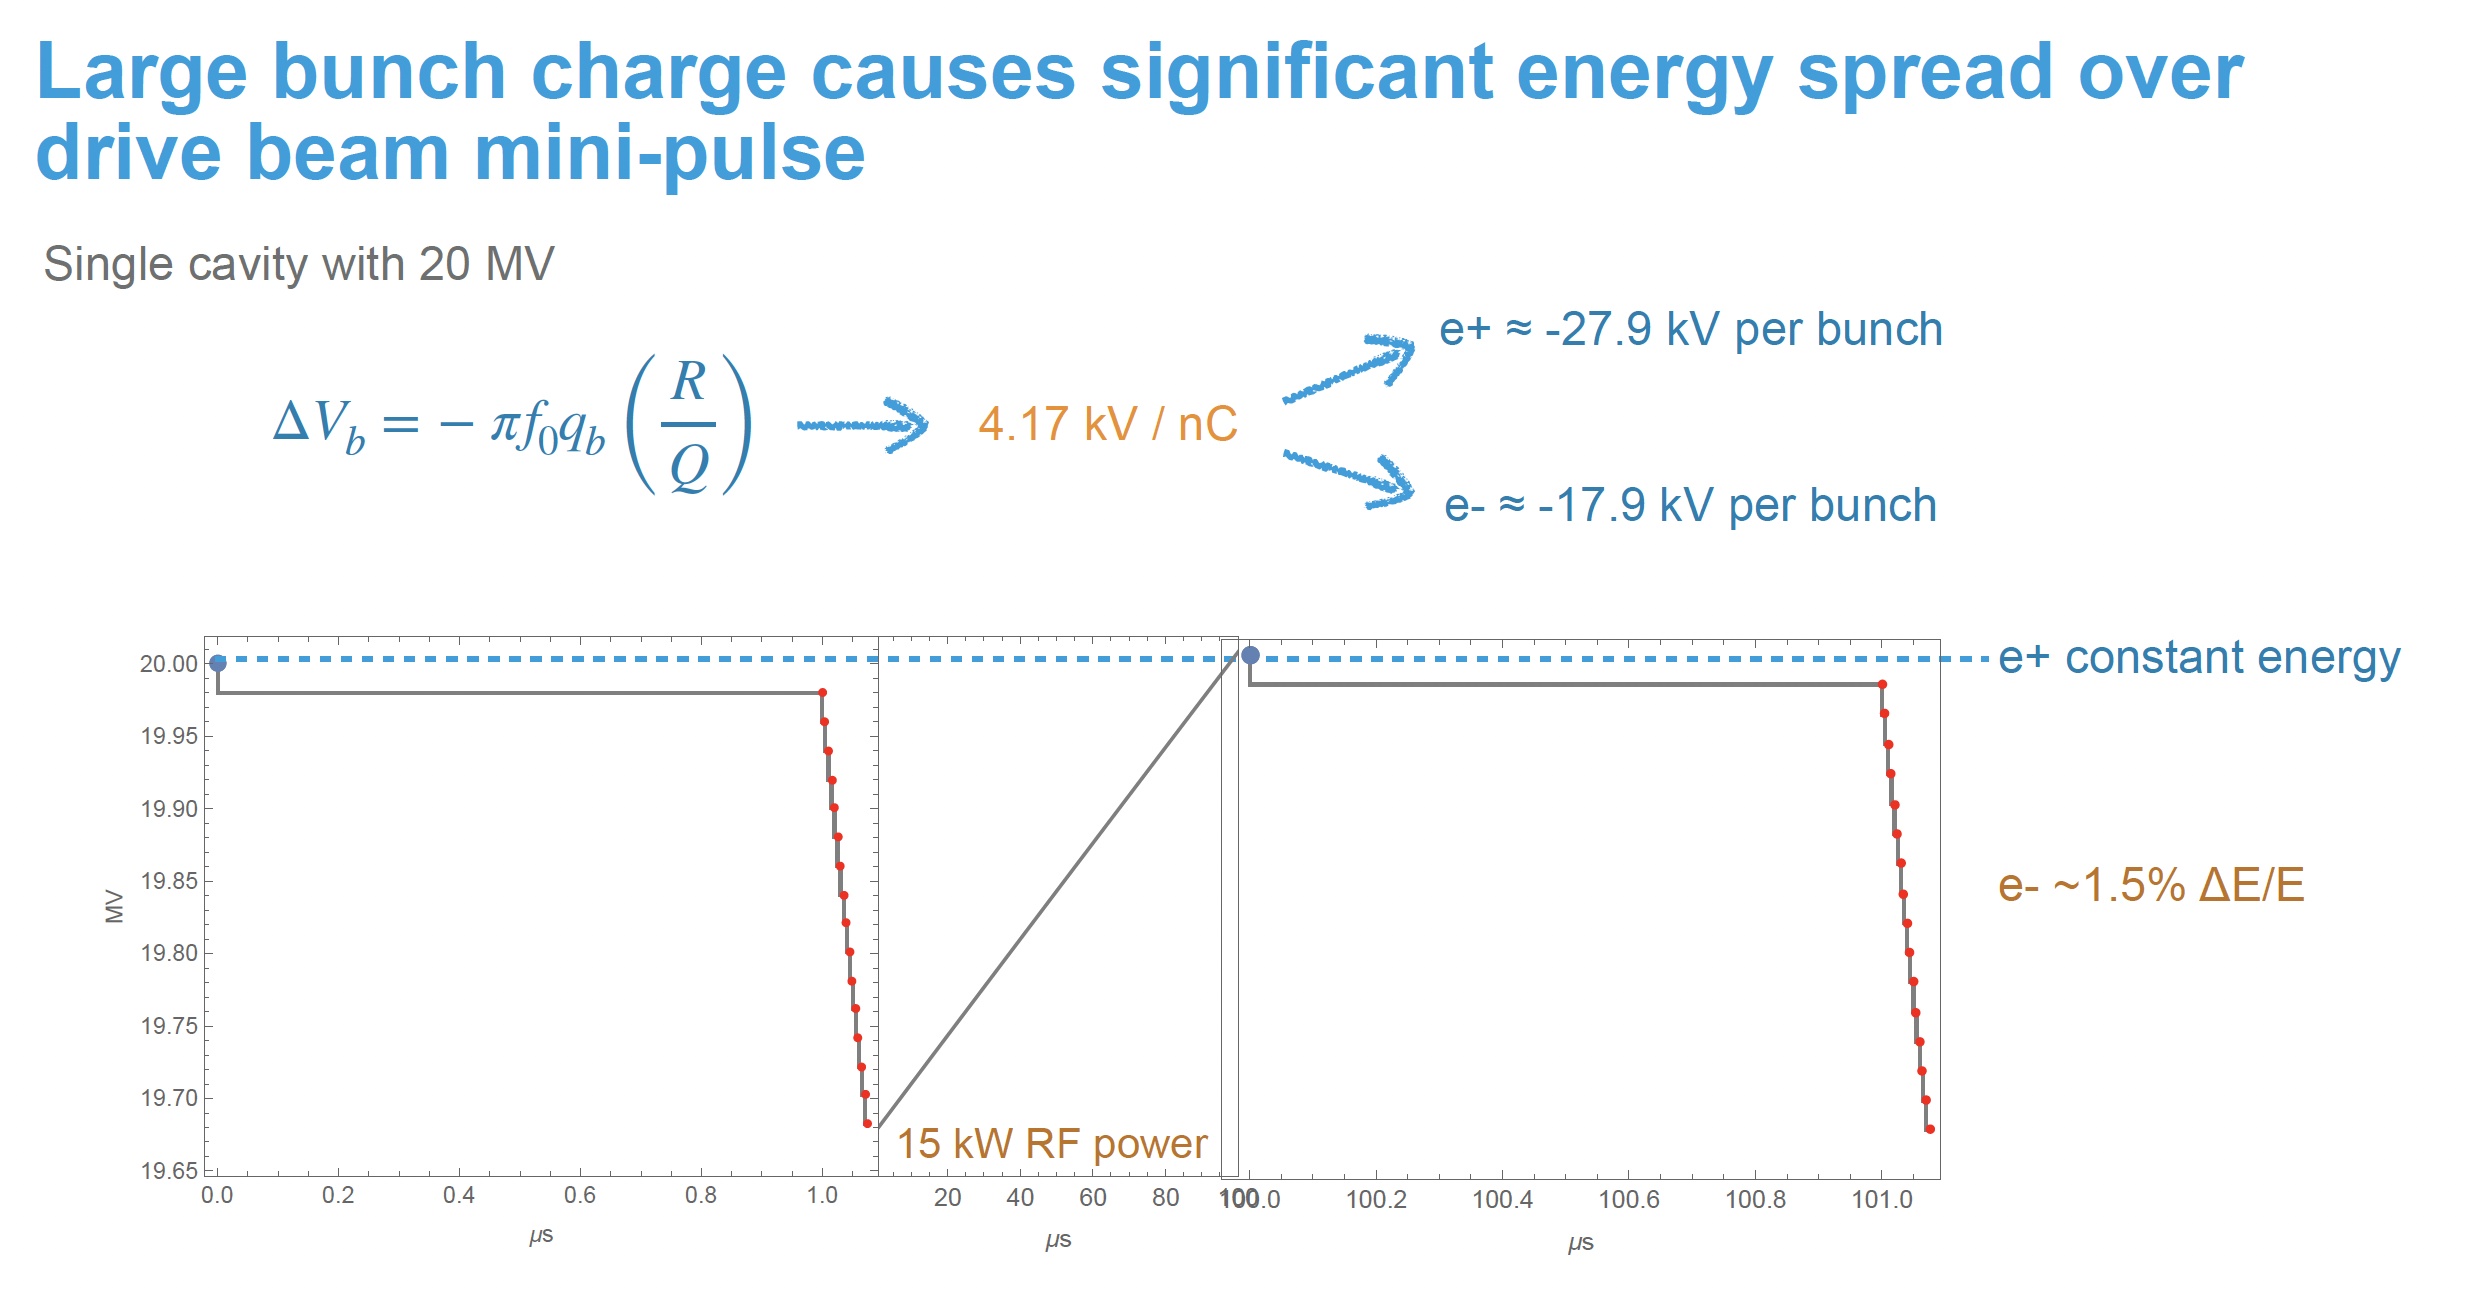 Large bunch charge causes significant energy spread over
drive beam mini-pulse
Single cavity with 20 MV
e+ ≈ -27.9 kV per bunch
ΔV_b = − πf_0q_b (R/Q)
4.17 kV / nC
e- ≈ -17.9 kV per bunch
20.00
19.95
19.90
19.85
19.80
19.75
19.70
19.65
MV
0.0 0.2 0.4 0.6 0.8 1.0
μs
15 kW RF power
20 40 60 80 100
μs
100.0 100.2 100.4 100.6 100.8 101.0
μs
e+ constant energy
e- ~1.5% ΔE/E